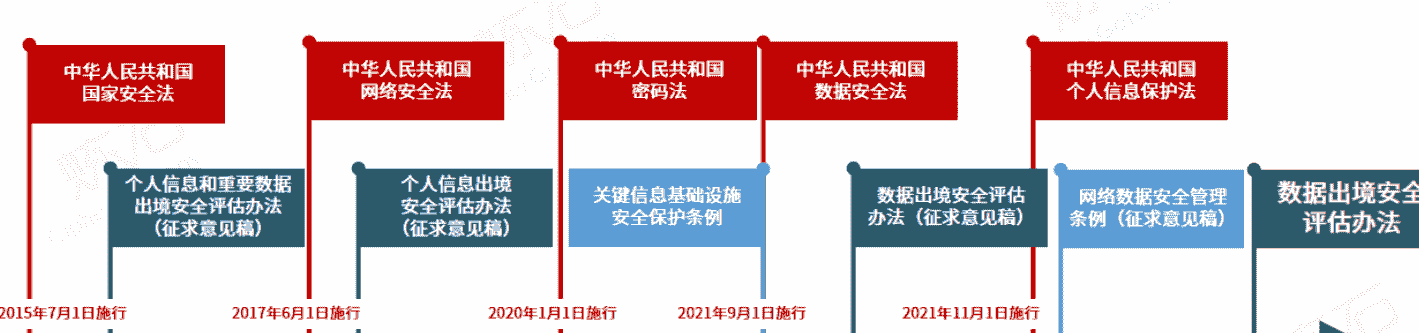 中华人民共和国
国家安全法
中华人民共和国
网络安全法
中华人民共和国
密码法
中华人民共和国
数据安全法
中华人民共和国
个人信息保护法
个人信息和重要数据
出境安全评估办法
（征求意见稿）
个人信息出境
安全评估办法
（征求意见稿）
关键信息基础设施
安全保护条例
数据出境安全评估
办法（征求意见稿）
网络数据安全管理
条例（征求意见稿）
数据出境安全
评估办法
2015年7月1日施行
2017年6月1日施行
2020年1月1日施行
2021年9月1日施行
2021年11月1日施行